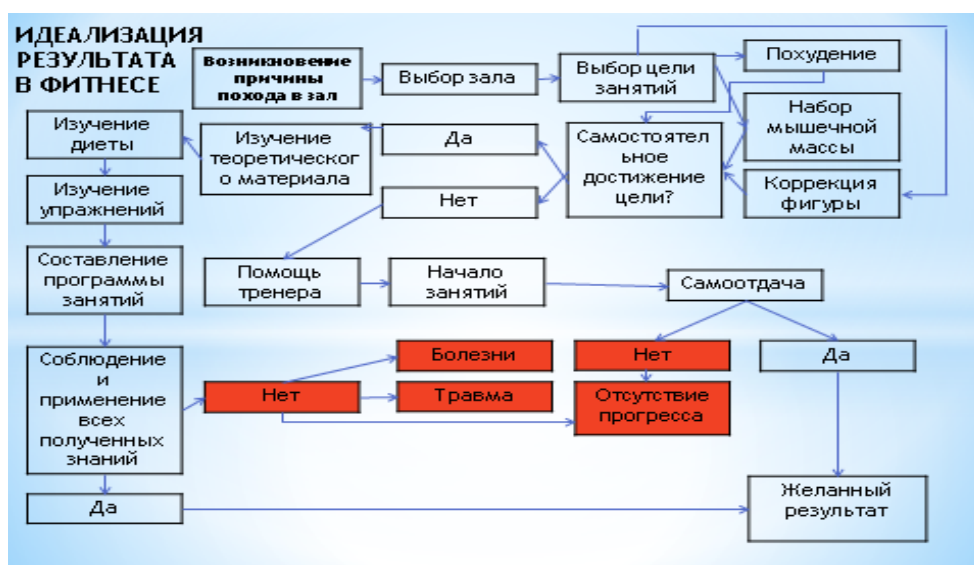 ИДЕАЛИЗАЦИЯ
РЕЗУЛЬТАТА
В ФИТНЕСЕ
Возникновение
причины
похода в зал
Выбор зала
Выбор цели
занятий
Похудение
Набор
мышечной
массы
Коррекция
фигуры
Самостоятел
ьное
достижение
цели?
Да
Нет
Изучение
теоретическог
о материала
Изучение
диеты
Изучение
упражнений
Составление
программы
занятий
Соблюдение
и
применение
всех
полученных
знаний
Да
Нет
Болезни
Травма
Помощь
тренера
Начало
занятий
Самоотдача
Нет
Отсутствие
прогресса
Да
Желанный
результат